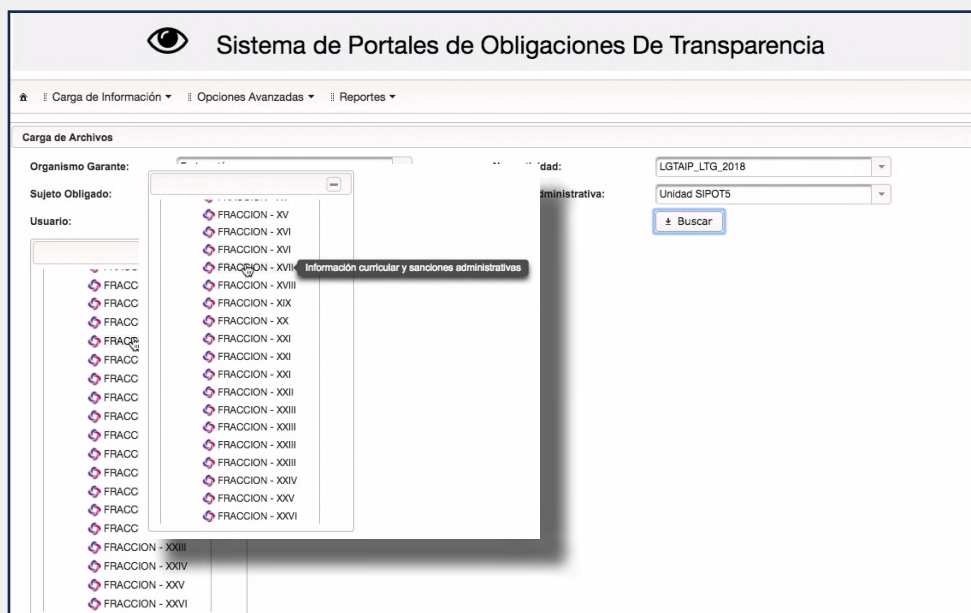 Sistema de Portales de Obligaciones De Transparencia
Carga de Información
Opciones Avanzadas
Reportes
Carga de Archivos
Organismo Garante:
dad:
LGTAIP_LTG_2018
Sujeto Obligado:
dministrativa:
Unidad SIPOT5
Usuario:
Buscar
FRACCION - XV
FRACCION - XVI
FRACCION - XVI
FRACCION - XVII
Información curricular y sanciones administrativas
FRACCION - XVIII
FRACCION - XIX
FRACCION - XX
FRACCION - XXI
FRACCION - XXI
FRACCION - XXI
FRACCION - XXII
FRACCION - XXIII
FRACCION - XXIII
FRACCION - XXIII
FRACCION - XXIII
FRACCION - XXIV
FRACCION - XXV
FRACCION - XXVI
FRACC
FRACC
FRACC
FRACC
FRACC
FRACC
FRACC
FRACC
FRACC
FRACC
FRACC
FRACC
FRACC
FRACCION - XXIII
FRACCION - XXIV
FRACCION - XXV
FRACCION - XXVI